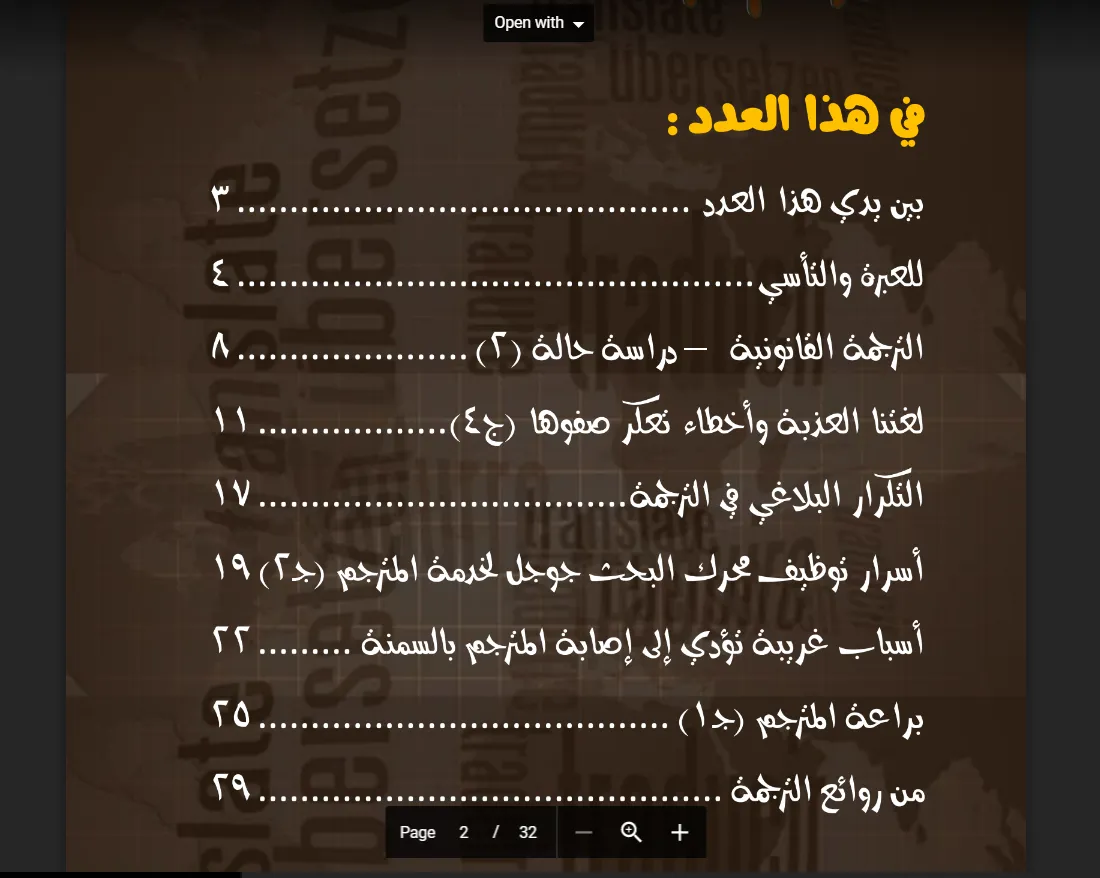 Open with
في هذا العدد :
بين يدي هذا العدد ........................................... ٣
للعبرة والتأسي................................................. ٤
الترجمة القانونية – دراسة حالة (٢) ...................... ٨
لغتنا العذبة وأخطاء تعكّر صفوها (ج٤).................. ١١
التكرار البلاغي في الترجمة................................... ١٧
أسرار توظيف محرك البحث جوجل لخدمة المترجم (ج٢) ١٩
أسباب غريبة تؤدي إلى إصابة المترجم بالسمنة ......... ٢٢
براعة المترجم (ج١) ....................................... ٢٥
من روائع الترجمة ............................................ ٢٩
Page 2 / 32